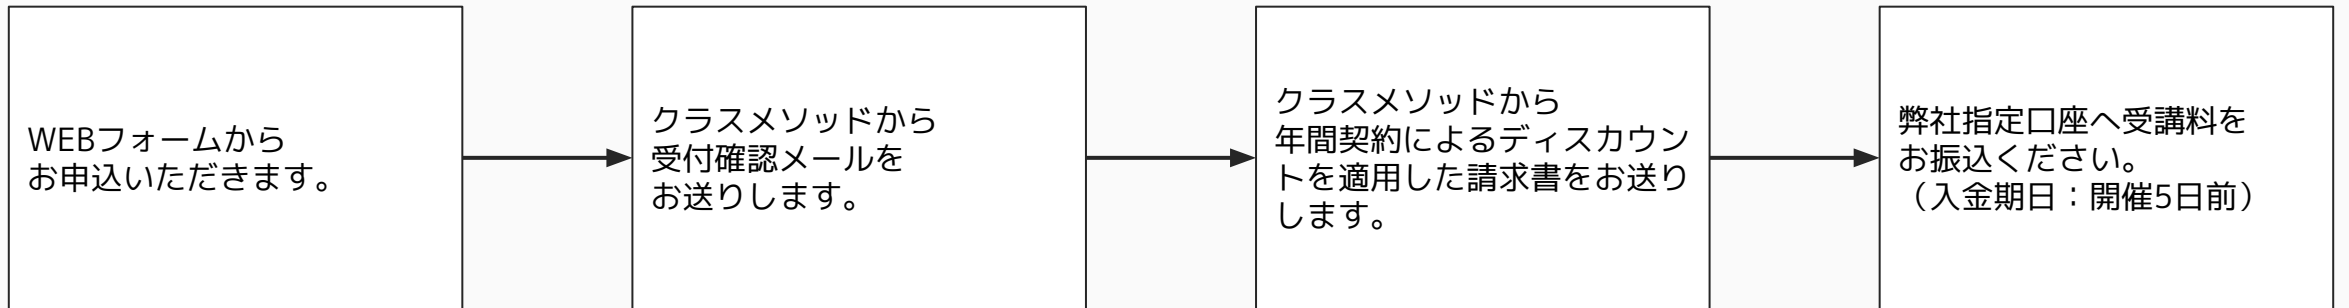 WEBフォームから
お申込いただきます。
クラスメソッドから
受付確認メールを
お送りします。
クラスメソッドから
年間契約によるディスカウン
トを適用した請求書をお送り
します。
弊社指定口座へ受講料を
お振込ください。
（入金期日：開催5日前）